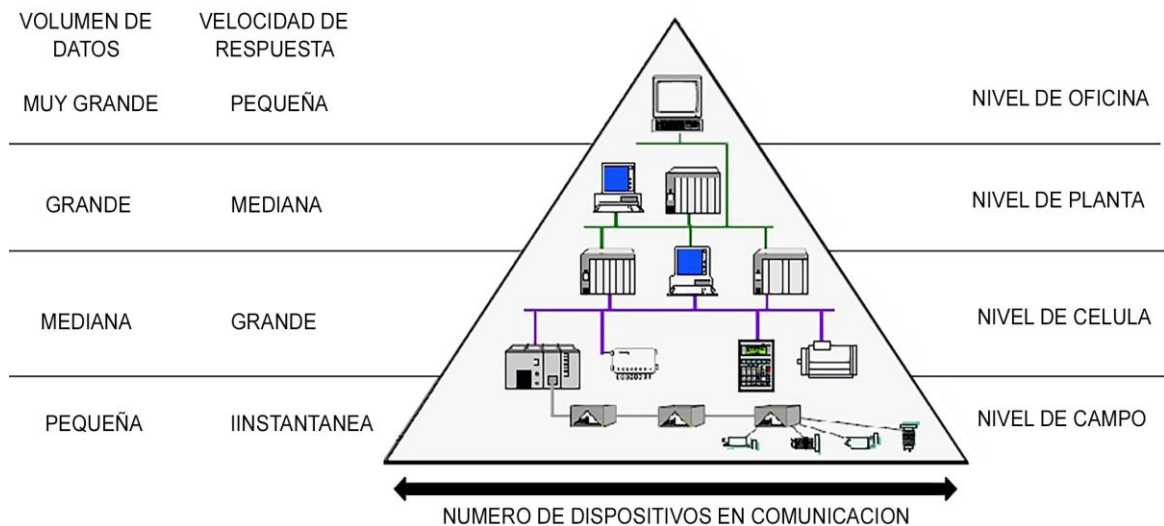 VOLUMEN DE DATOS
VELOCIDAD DE RESPUESTA
MUY GRANDE PEQUEÑA NIVEL DE OFICINA
GRANDE MEDIANA NIVEL DE PLANTA
MEDIANA GRANDE NIVEL DE CELULA
PEQUEÑA IINSTANTANEA NIVEL DE CAMPO
NUMERO DE DISPOSITIVOS EN COMUNICACION